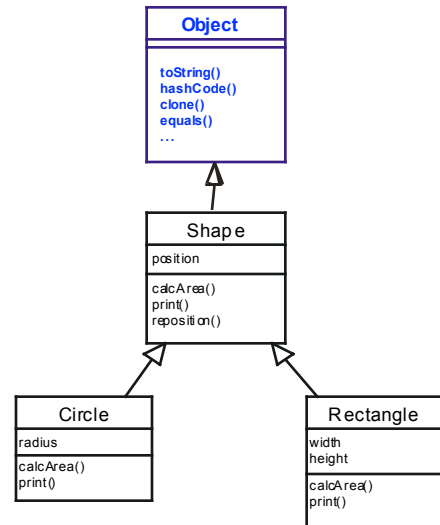 Object
toString()
hashCode()
clone()
equals()
...
Shape
position
calcArea()
print()
reposition()
Circle
radius
calcArea()
print()
Rectangle
width
height
calcArea()
print()